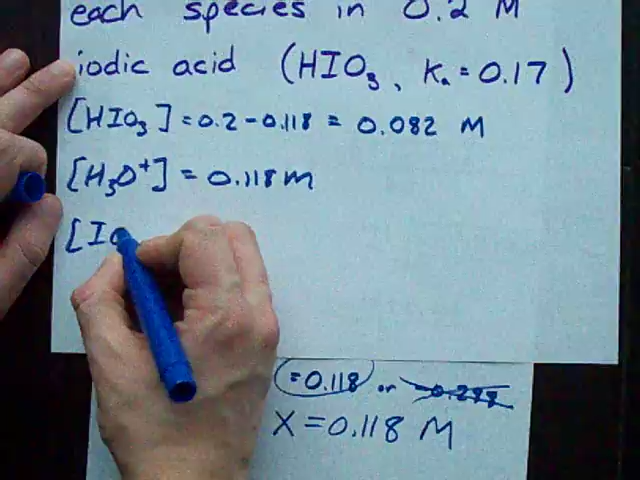 each species in 0.2 M
iodic acid (HIO₃, Kₐ = 0.17)
[HIO₃] = 0.2 - 0.118 = 0.082 M
[H₃O⁺] = 0.118 M
[IO
= 0.118 or
X = 0.118 M